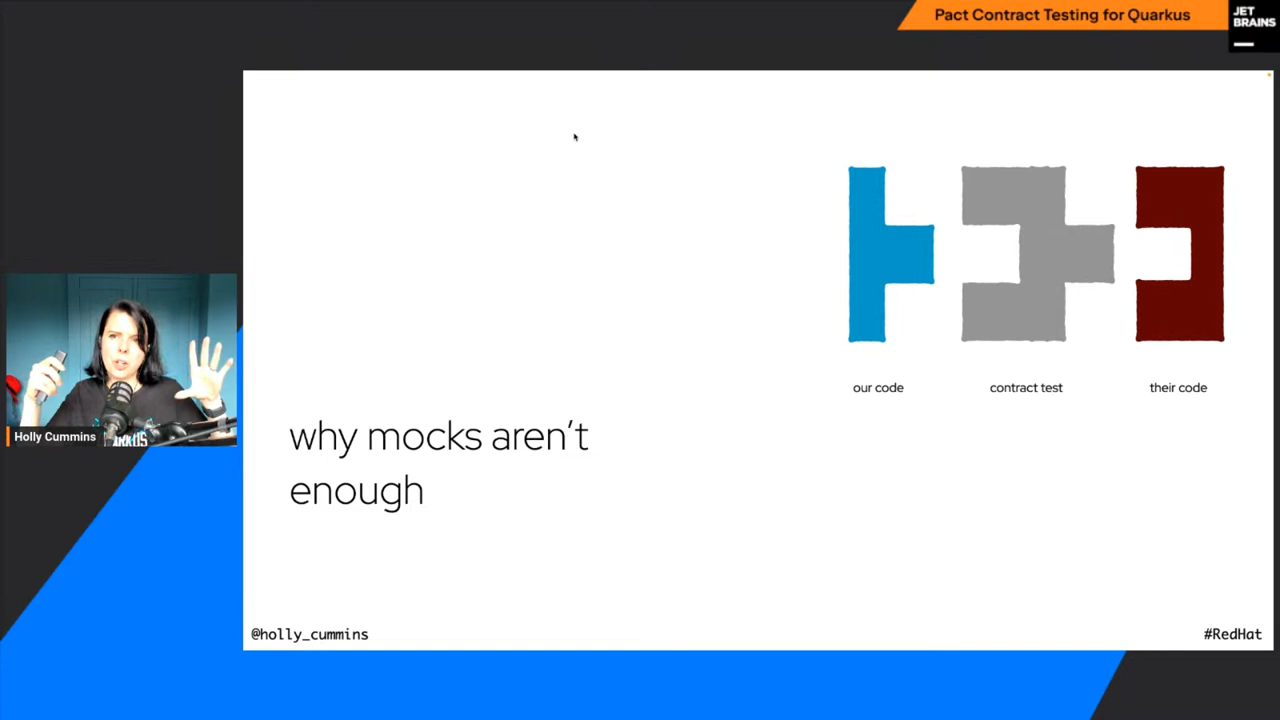 Pact Contract Testing for Quarkus
JET
BRAINS
our code
contract test
their code
why mocks aren't
enough
Holly Cummins
@holly_cummins
#RedHat